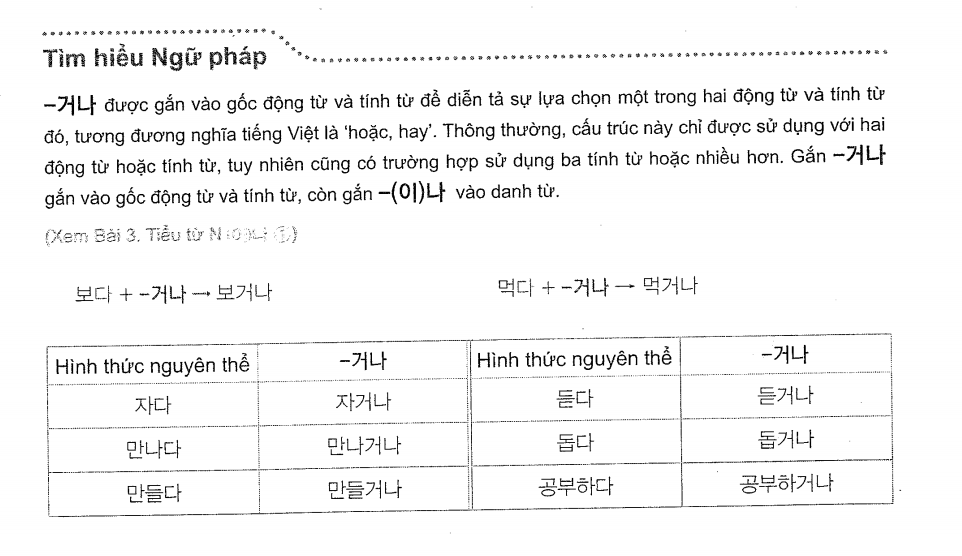 Tìm hiểu Ngữ pháp
–거나 được gắn vào gốc động từ và tính từ để diễn tả sự lựa chọn một trong hai động từ và tính từ
đó, tương đương nghĩa tiếng Việt là 'hoặc, hay'. Thông thường, cấu trúc này chỉ được sử dụng với hai
động từ hoặc tính từ, tuy nhiên cũng có trường hợp sử dụng ba tính từ hoặc nhiều hơn. Gắn –거나
gắn vào gốc động từ và tính từ, còn gắn –(이)나 vào danh từ.
(Xem Bài 3. Tiểu từ N
보다 + –거나 → 보거나
먹다 + –거나 → 먹거나
Hình thức nguyên thể –거나 Hình thức nguyên thể –거나
자다 자거나 듣다 듣거나
만나다 만나거나 돕다 돕거나
만들다 만들거나 공부하다 공부하거나